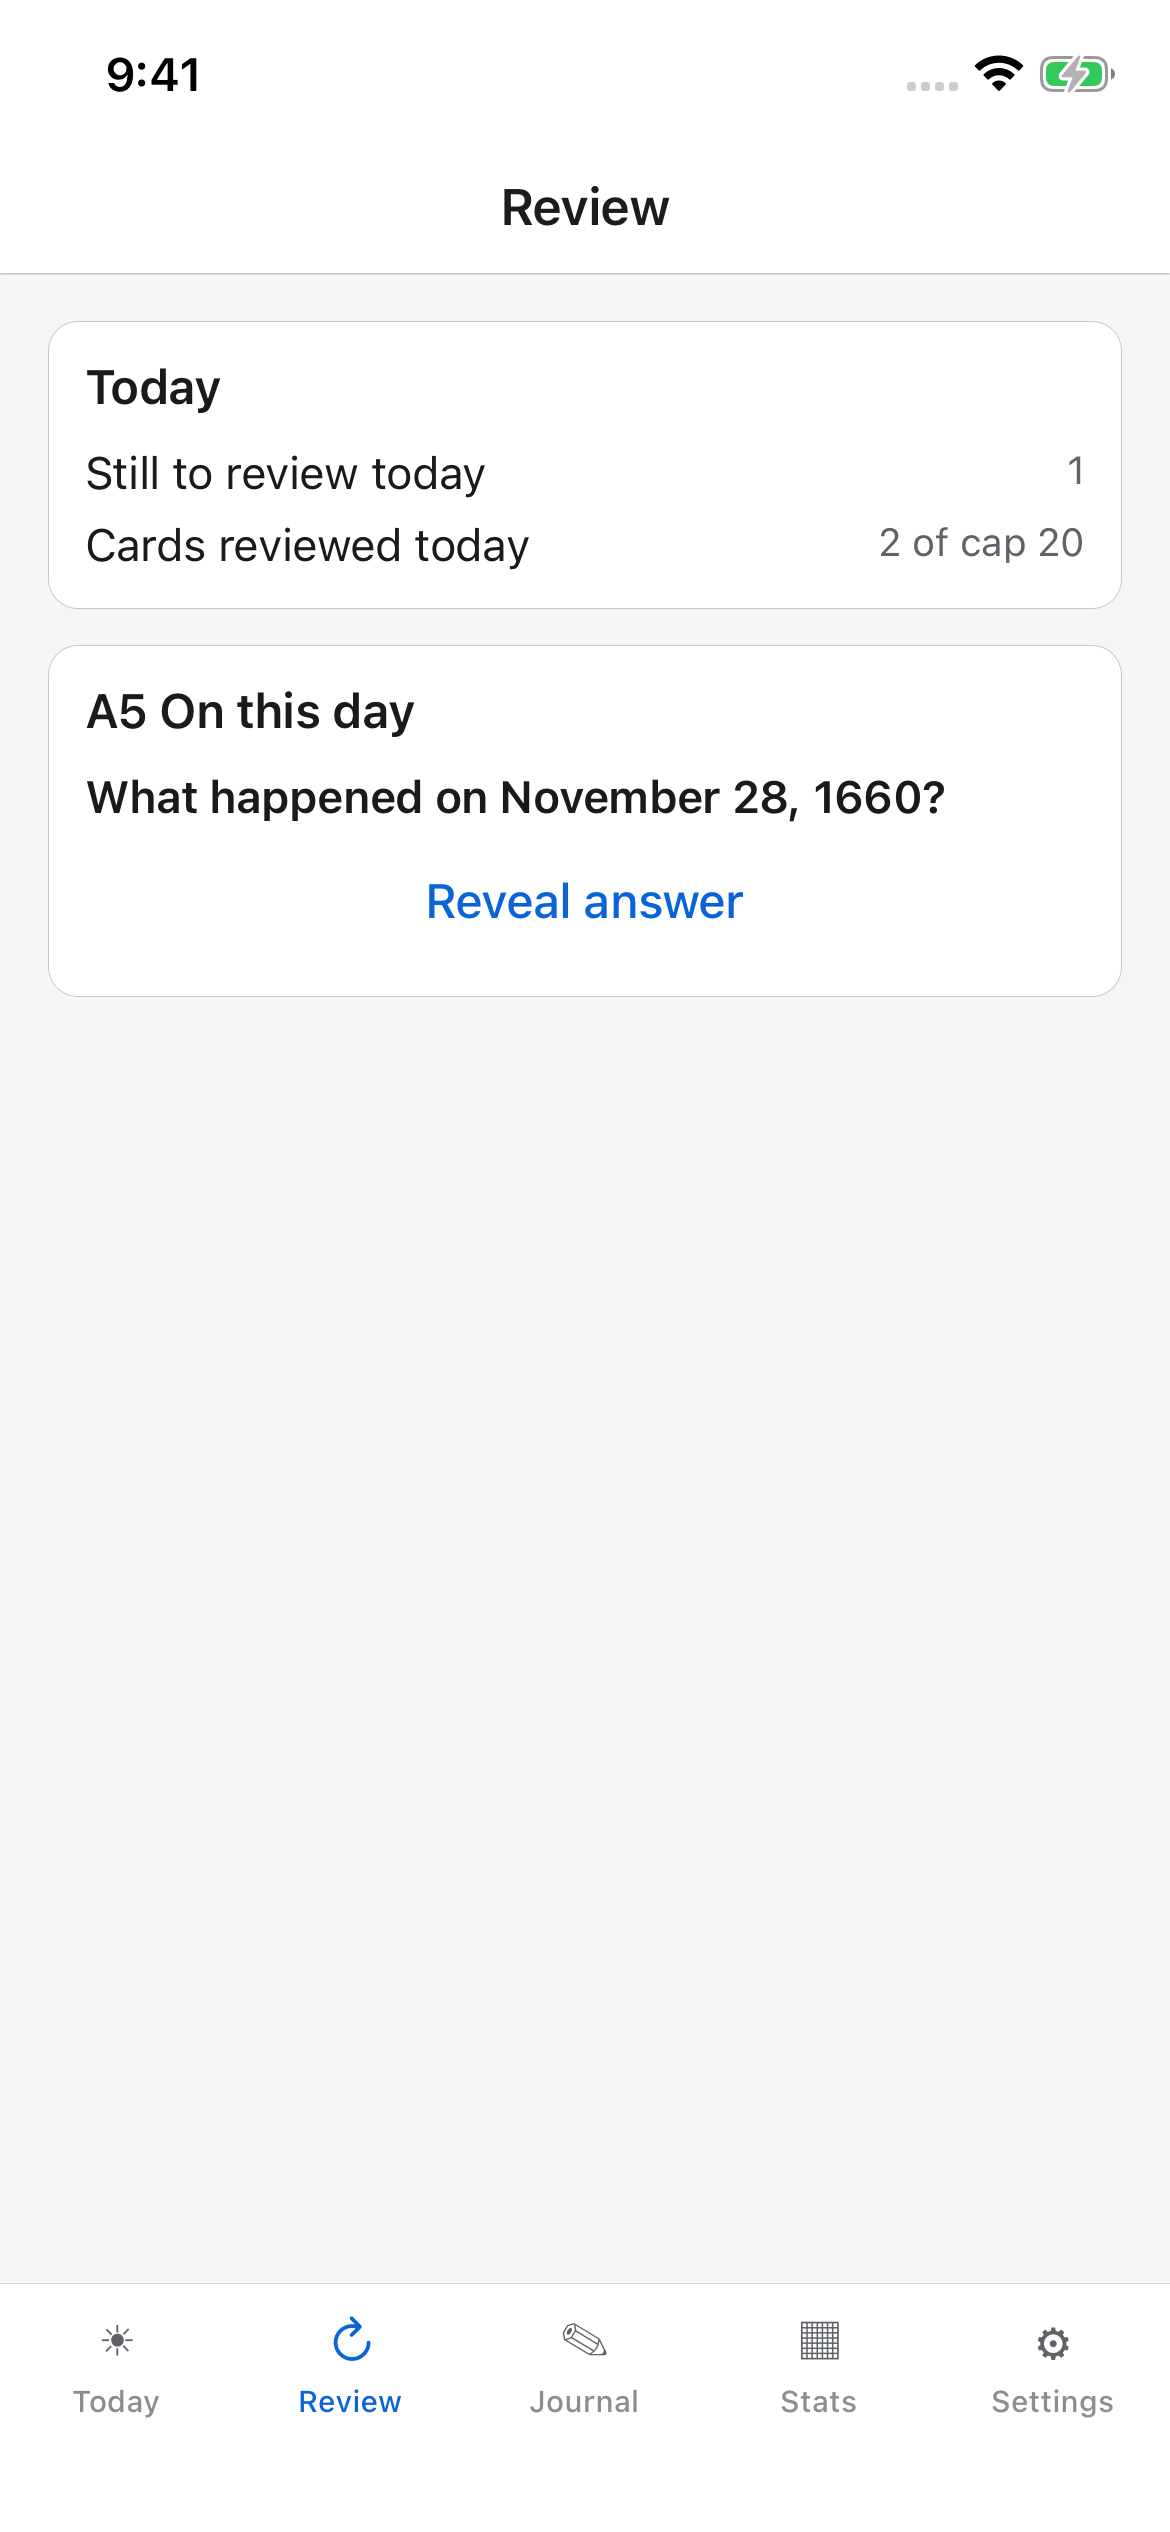 9:41
Review
Today
Still to review today 1
Cards reviewed today 2 of cap 20
A5 On this day
What happened on November 28, 1660?
Reveal answer
Today Review Journal Stats Settings